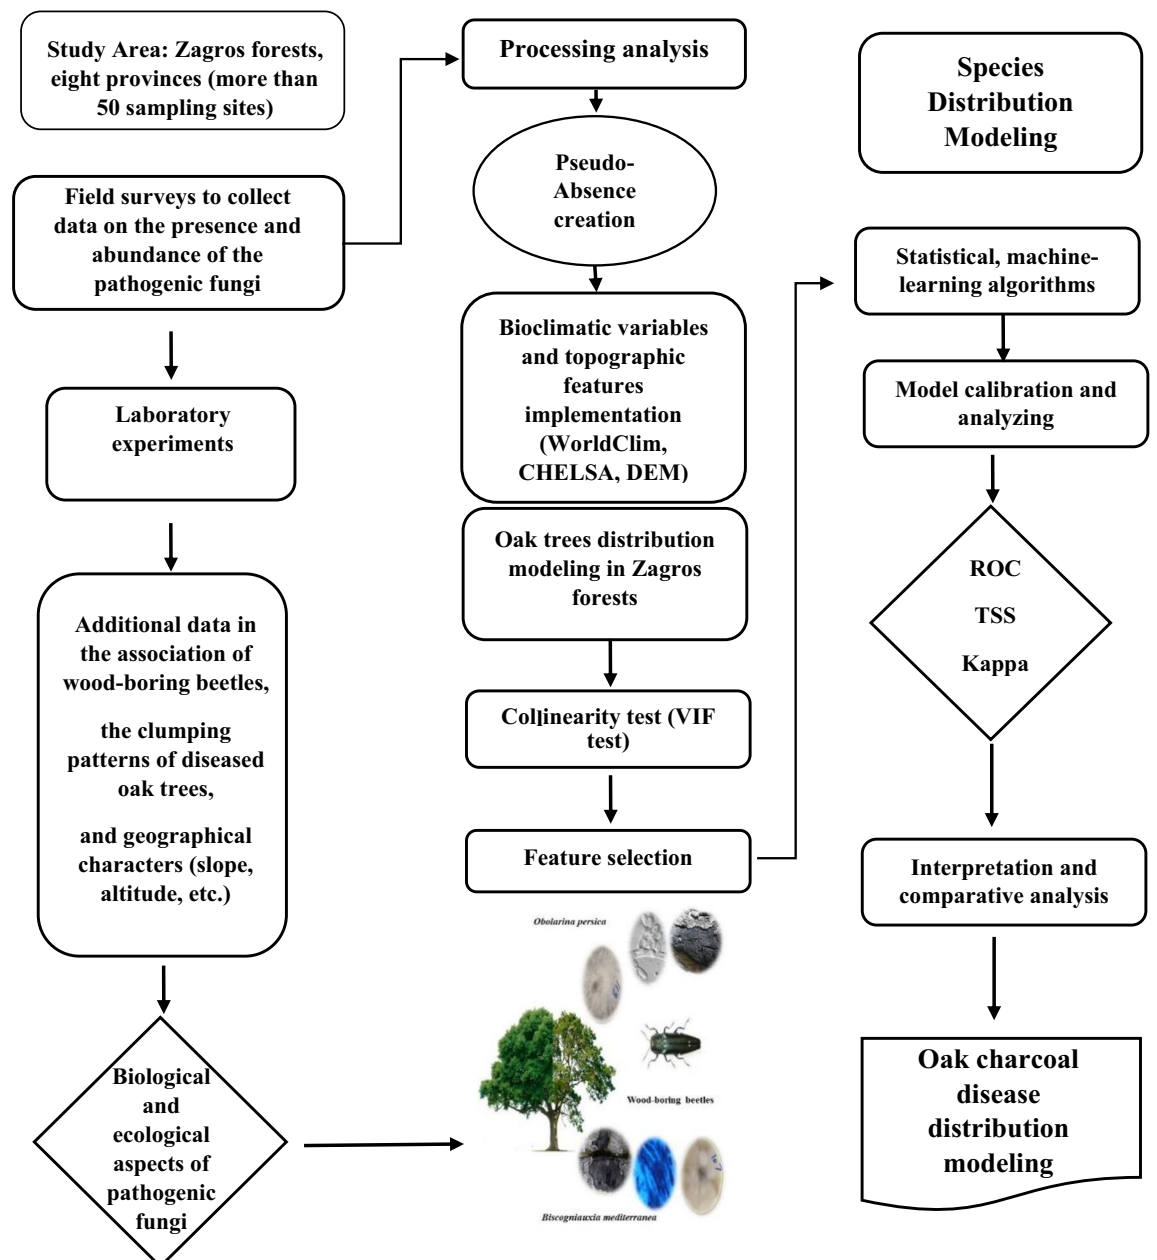 Study Area: Zagros forests,
eight provinces (more than
50 sampling sites)
Field surveys to collect
data on the presence and
abundance of the
pathogenic fungi
Laboratory
experiments
Additional data in
the association of
wood-boring beetles,
the clumping
patterns of diseased
oak trees,
and geographical
characters (slope,
altitude, etc.)
Biological
and
ecological
aspects of
pathogenic
fungi
Processing analysis
Pseudo-
Absence
creation
Bioclimatic variables
and topographic
features
implementation
(WorldClim,
CHELSA, DEM)
Oak trees distribution
modeling in Zagros
forests
Collinearity test (VIF
test)
Feature selection
Obolarina persica
Wood-boring beetles
Biscogniauxia mediterranea
Species
Distribution
Modeling
Statistical, machine-
learning algorithms
Model calibration and
analyzing
ROC
TSS
Kappa
Interpretation and
comparative analysis
Oak charcoal
disease
distribution
modeling